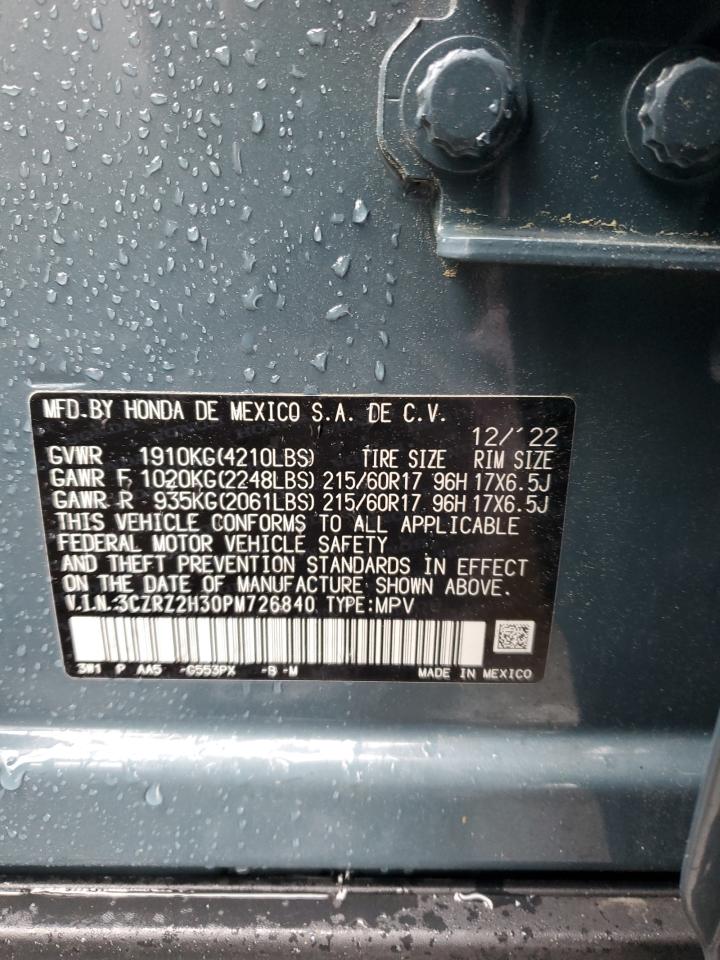 MFD.BY HONDA DE MEXICO S.A. DE C.V.
12/'22
GVWR 1910KG(4210LBS) TIRE SIZE RIM SIZE
GAWR F 1020KG(2248LBS) 215/60R17 96H 17X6.5J
GAWR R 935KG(2061LBS) 215/60R17 96H 17X6.5J
THIS VEHICLE CONFORMS TO ALL APPLICABLE
FEDERAL MOTOR VEHICLE SAFETY
AND THEFT PREVENTION STANDARDS IN EFFECT
ON THE DATE OF MANUFACTURE SHOWN ABOVE.
V.I.N.:3CZRZ2H30PM726840 TYPE:MPV
3W1 P AA5 -G553PX -B -M MADE IN MEXICO